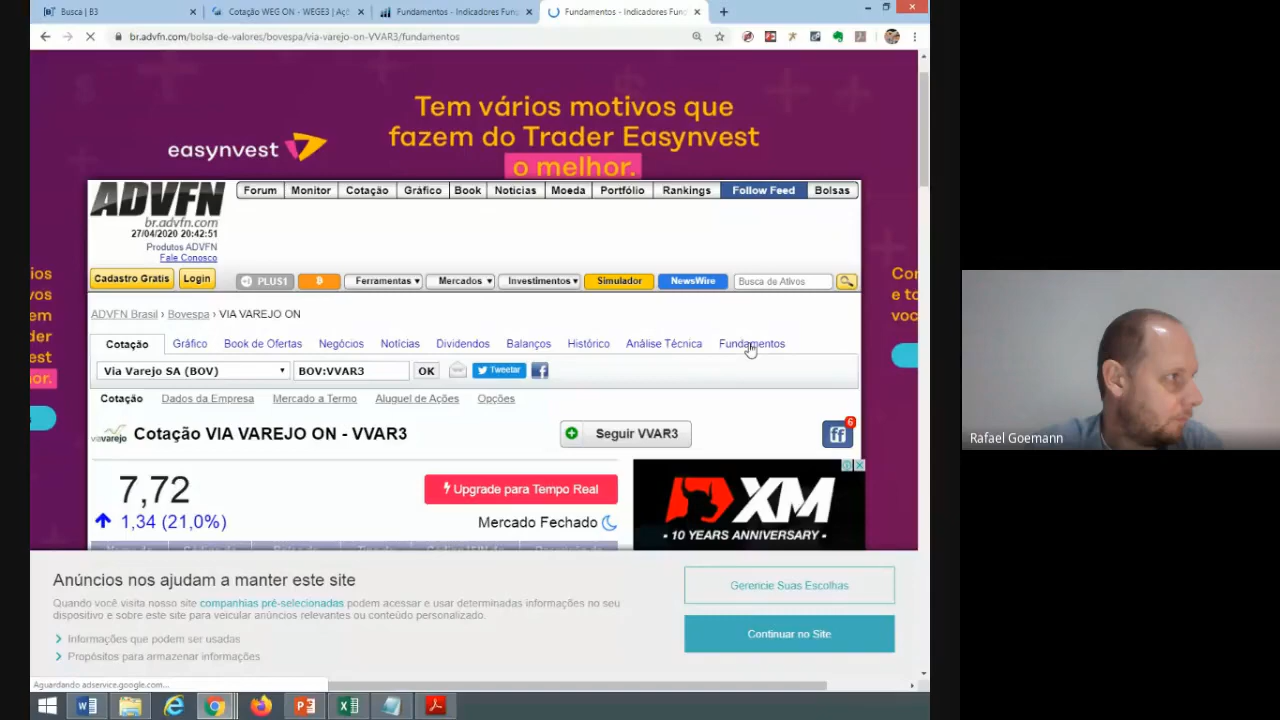 Busca | B3
Cotação WEG ON - WEGE3 | Açõ
Fundamentos - Indicadores Fun
Fundamentos - Indicadores Fun
br.advfn.com/bolsa-de-valores/bovespa/via-varejo-on-VVAR3/fundamentos
Tem vários motivos que
fazem do Trader Easynvest
o melhor.
easynvest
ADVFN
br.advfn.com
27/04/2020 20:42:51
Produtos ADVFN
Fale Conosco
Forum Monitor Cotação Gráfico Book Notícias Moeda Portfólio Rankings Follow Feed Bolsas
Cadastro Gratis Login
PLUS1 Ferramentas Mercados Investimentos Simulador NewsWire Busca de Ativos
ADVFN Brasil › Bovespa › VIA VAREJO ON
Cotação Gráfico Book de Ofertas Negócios Notícias Dividendos Balanços Histórico Análise Técnica Fundamentos
Via Varejo SA (BOV) BOV:VVAR3 OK Tweetar
Cotação Dados da Empresa Mercado a Termo Aluguel de Ações Opções
viavarejo Cotação VIA VAREJO ON - VVAR3 Seguir VVAR3 6
7,72
Upgrade para Tempo Real
1,34 (21,0%)
Mercado Fechado
XM
- 10 YEARS ANNIVERSARY -
Anúncios nos ajudam a manter este site
Quando você visita nosso site companhias pré-selecionadas podem acessar e usar determinadas informações no seu
dispositivo e sobre este site para veicular anúncios relevantes ou conteúdo personalizado.
Informações que podem ser usadas
Propósitos para armazenar informações
Gerencie Suas Escolhas
Continuar no Site
Aguardando adservice.google.com...
Rafael Goemann